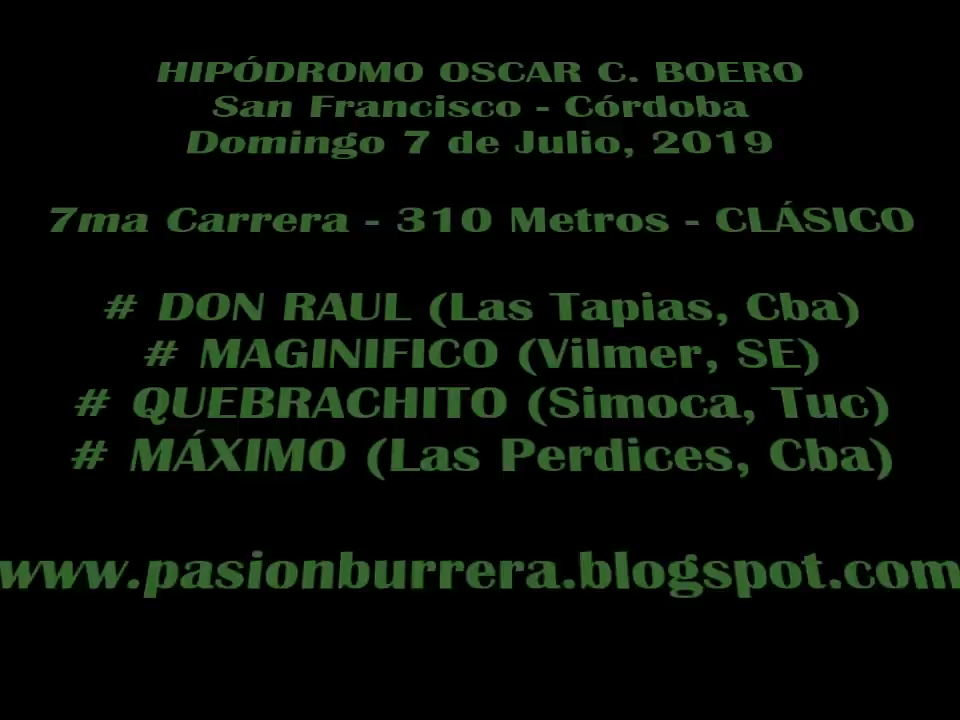 HIPÓDROMO OSCAR C. BOERO
San Francisco - Córdoba
Domingo 7 de Julio, 2019
7ma Carrera - 310 Metros - CLÁSICO
# DON RAUL (Las Tapias, Cba)
# MAGINIFICO (Vilmer, SE)
# QUEBRACHITO (Simoca, Tuc)
# MÁXIMO (Las Perdices, Cba)
www.pasionburrera.blogspot.com